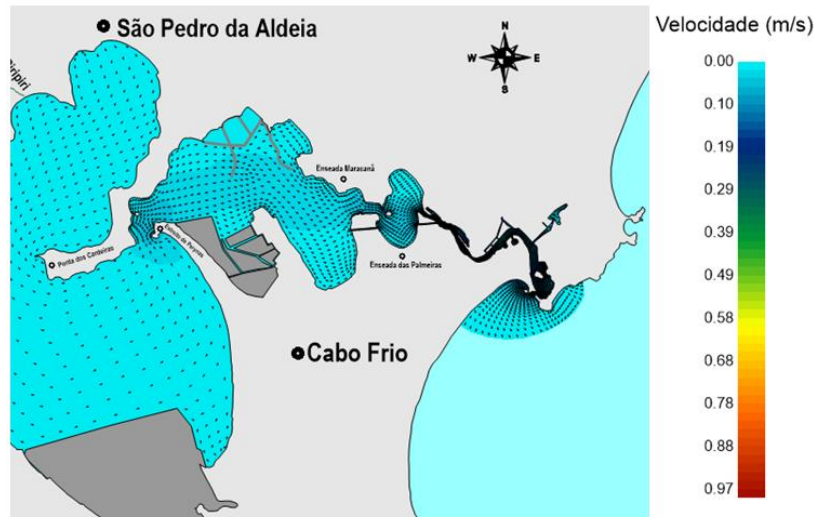 São Pedro da Aldeia
Velocidade (m/s)
N
W E
S
0.00
0.10
0.19
0.29
0.39
0.49
0.58
0.68
0.78
0.88
0.97
Enseada Maracanã
Ponta dos Cardeiros
Enseada das Palmeiras
Cabo Frio